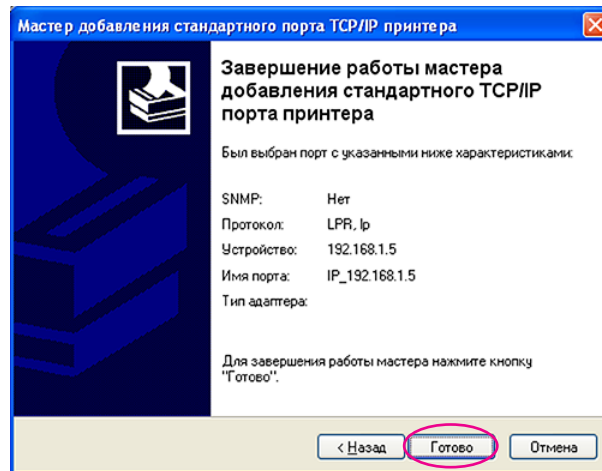 Мастер добавления стандартного порта TCP/IP принтера
Завершение работы мастера
добавления стандартного TCP/IP
порта принтера
Был выбран порт с указанными ниже характеристиками:
SNMP: Нет
Протокол: LPR, lp
Устройство: 192.168.1.5
Имя порта: IP_192.168.1.5
Тип адаптера:
Для завершения работы мастера нажмите кнопку
"Готово".
< Назад Готово Отмена